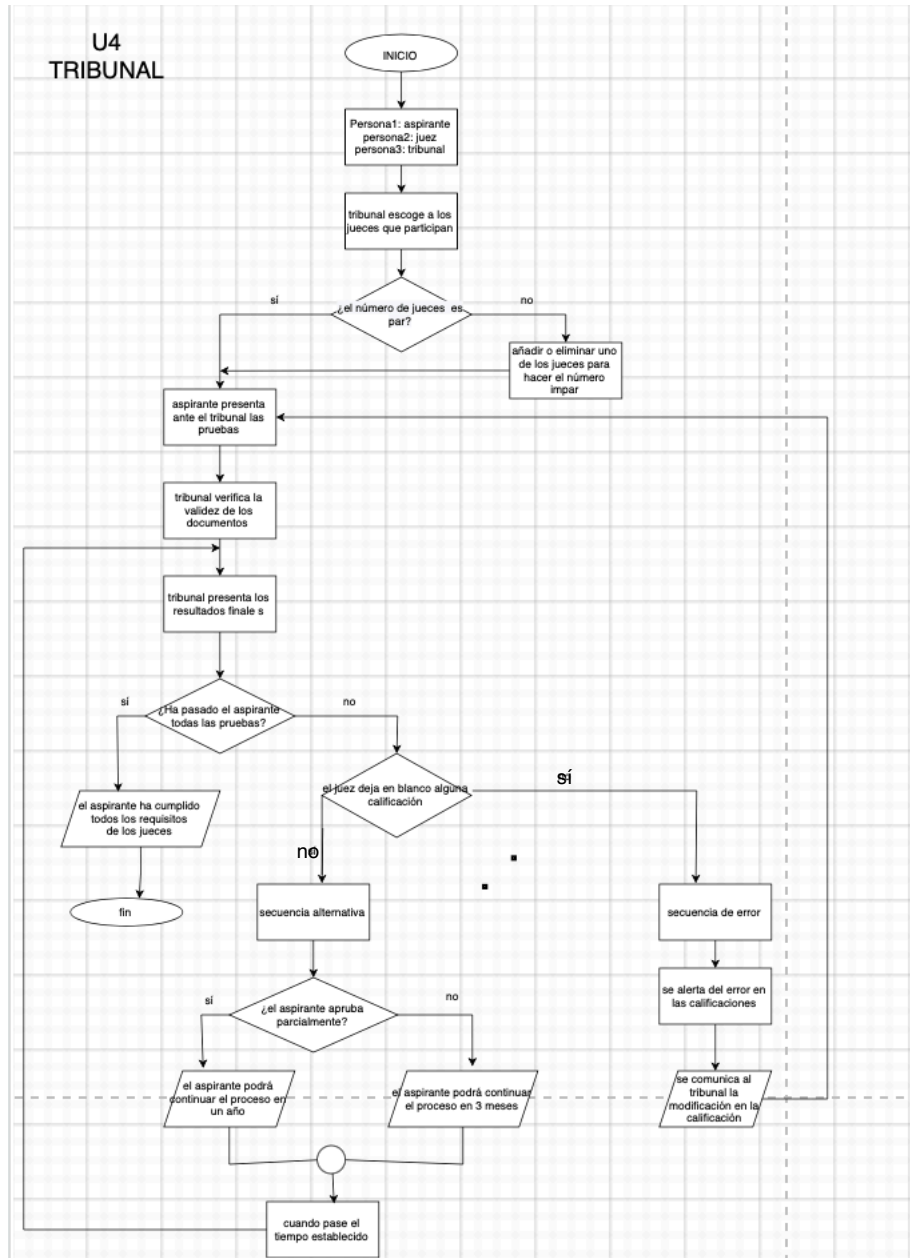 U4
TRIBUNAL
INICIO
Persona1: aspirante
persona2: juez
persona3: tribunal
tribunal escoge a los
jueces que participan
¿el número de jueces es
par?
sí
no
añadir o eliminar uno
de los jueces para
hacer el número
impar
aspirante presenta
ante el tribunal las
pruebas
tribunal verifica la
validez de los
documentos
tribunal presenta los
resultados finale s
¿Ha pasado el aspirante
todas las pruebas?
sí
no
el aspirante ha cumplido
todos los requisitos
de los jueces
fin
el juez deja en blanco alguna
calificación
sí
no
secuencia alternativa
secuencia de error
se alerta del error en
las calificaciones
¿el aspirante apruba
parcialmente?
sí
no
el aspirante podrá
continuar el proceso en
un año
el aspirante podrá continuar
el proceso en 3 meses
se comunica al
tribunal la
modificación en la
calificación
cuando pase el
tiempo establecido